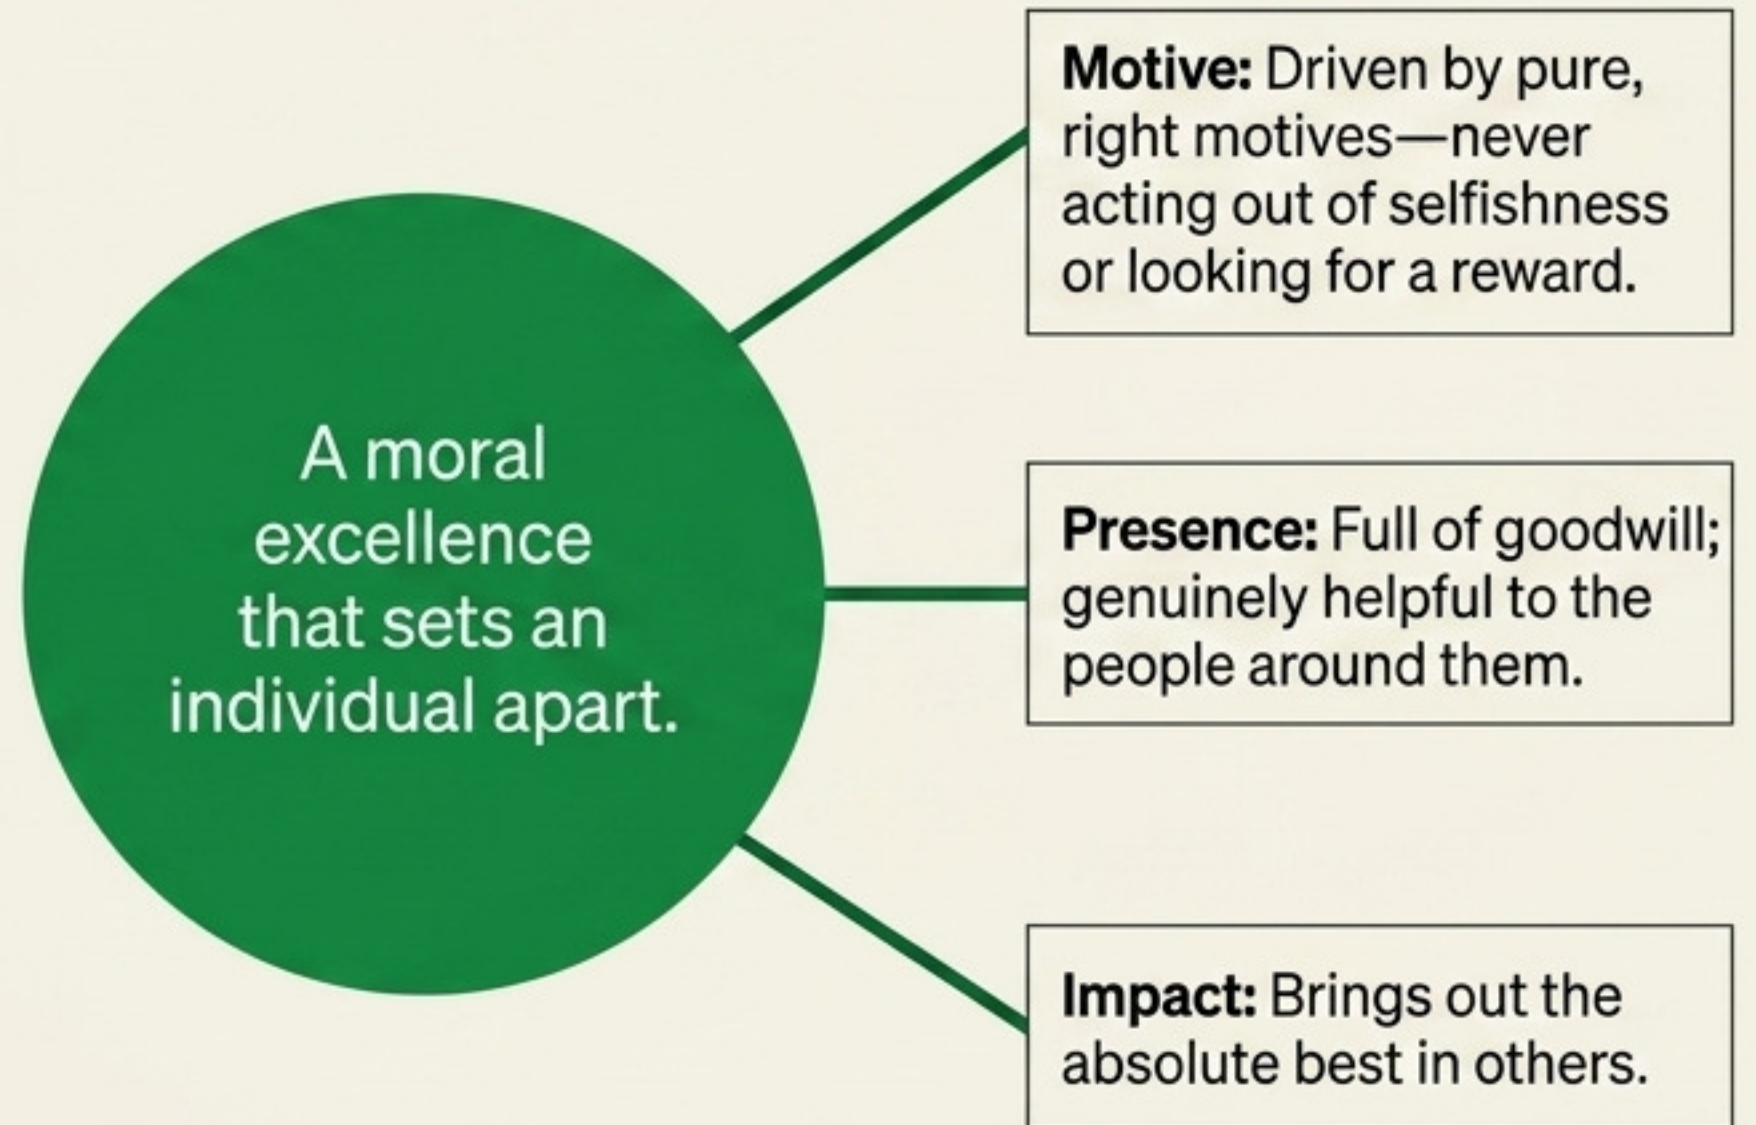 A moral
excellence
that sets an
individual apart.
Motive: Driven by pure,
right motives—never
acting out of selfishness
or looking for a reward.
Presence: Full of goodwill;
genuinely helpful to the
people around them.
Impact: Brings out the
absolute best in others.